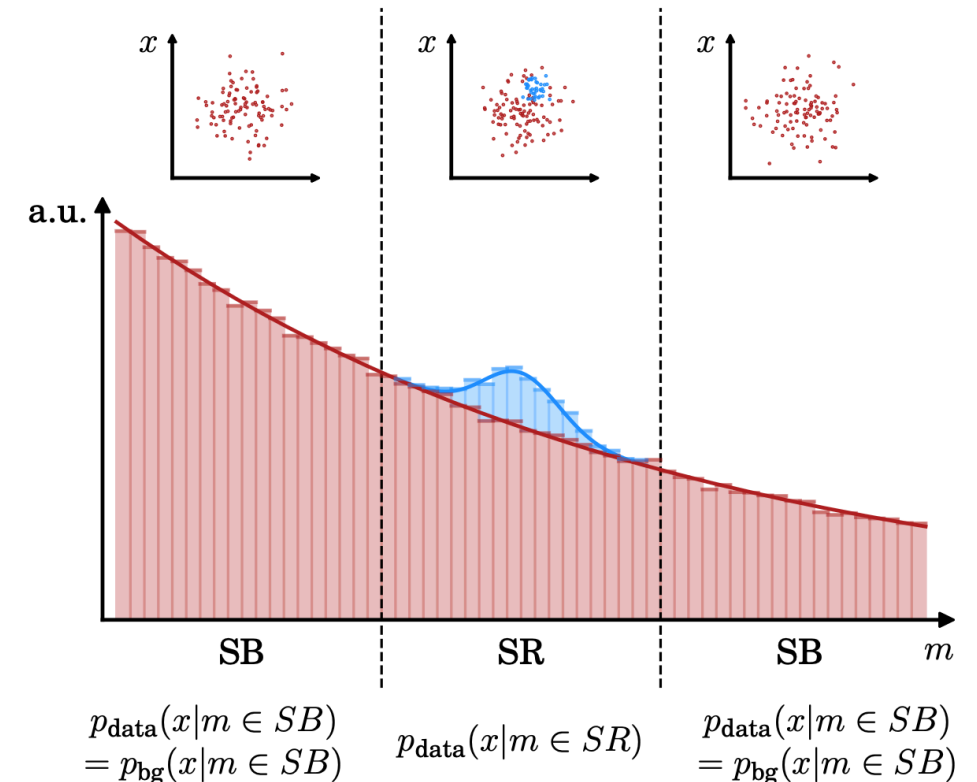 x x x
a.u.
SB SR SB m
p_data(x|m ∈ SB) p_data(x|m ∈ SR) p_data(x|m ∈ SB)
= p_bg(x|m ∈ SB) = p_bg(x|m ∈ SB)